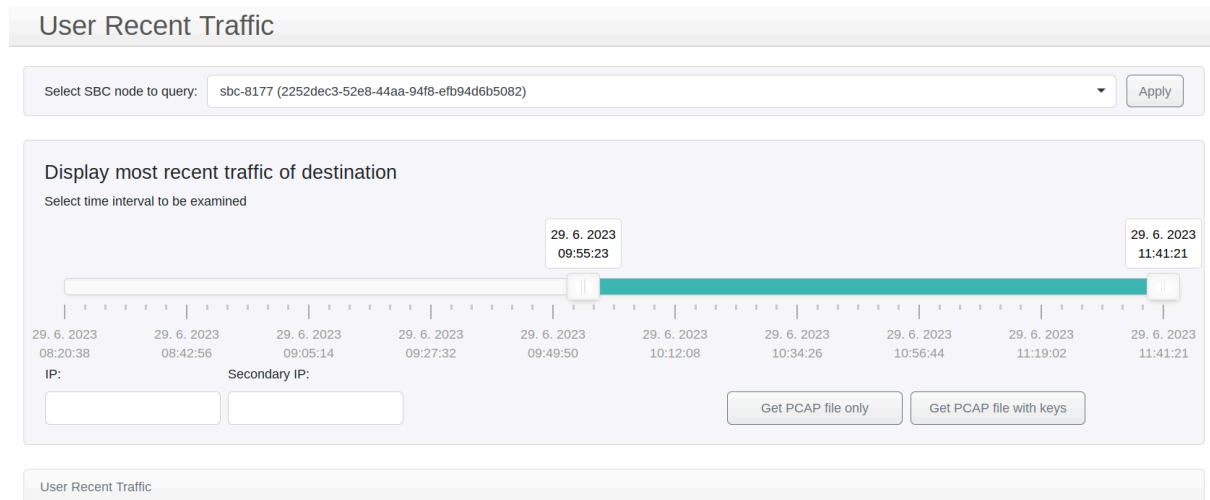 User Recent Traffic
Select SBC node to query: sbc-8177 (2252dec3-52e8-44aa-94f8-efb94d6b5082) Apply
Display most recent traffic of destination
Select time interval to be examined
29. 6. 2023 29. 6. 2023
09:55:23 11:41:21
29. 6. 2023 29. 6. 2023 29. 6. 2023 29. 6. 2023 29. 6. 2023 29. 6. 2023 29. 6. 2023 29. 6. 2023 29. 6. 2023 29. 6. 2023
08:20:38 08:42:56 09:05:14 09:27:32 09:49:50 10:12:08 10:34:26 10:56:44 11:19:02 11:41:21
IP: Secondary IP:
Get PCAP file only Get PCAP file with keys
User Recent Traffic